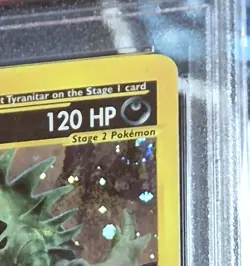 t Tyranitar on the Stage 1 card
120 HP
Stage 2 Pokémon